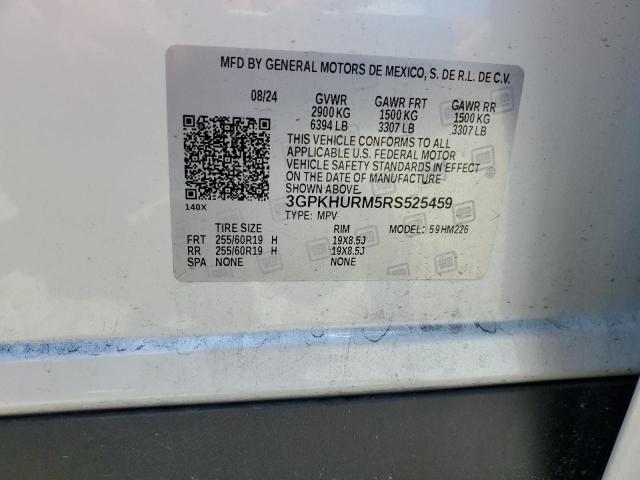 MFD BY GENERAL MOTORS DE MEXICO, S. DE R.L. DE C.V.
08/24 GVWR GAWR FRT GAWR RR
2900 KG 1500 KG 1500 KG
6394 LB 3307 LB 3307 LB
THIS VEHICLE CONFORMS TO ALL
APPLICABLE U.S. FEDERAL MOTOR
VEHICLE SAFETY STANDARDS IN EFFECT
ON THE DATE OF MANUFACTURE
SHOWN ABOVE.
140X 3GPKHURM5RS525459
TYPE: MPV
TIRE SIZE RIM MODEL: 59HM226
FRT 255/60R19 H 19X8.5J
RR 255/60R19 H 19X8.5J
SPA NONE NONE